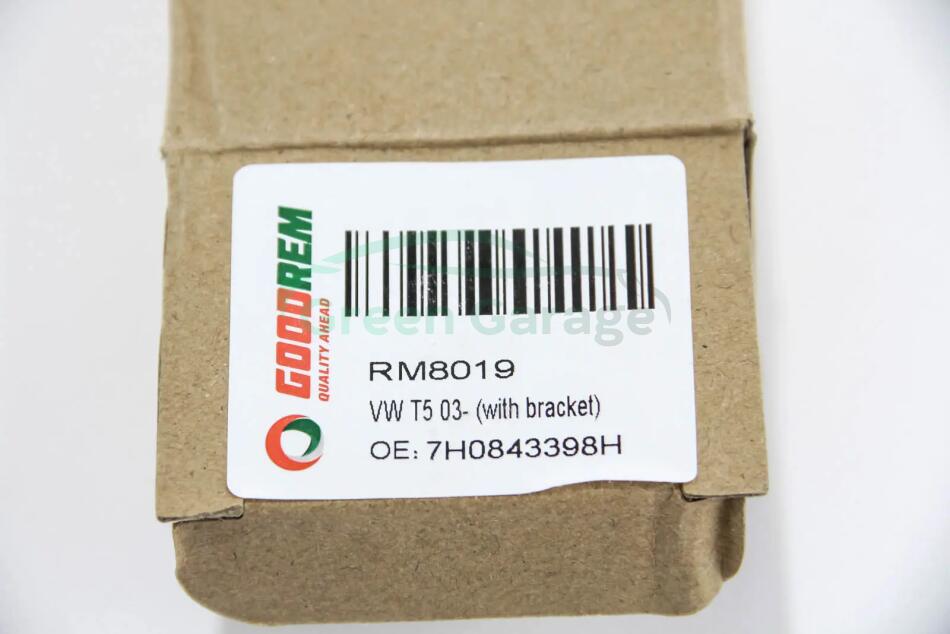 GOODREM
QUALITY AHEAD
Green Garage
RM8019
VW T5 03- (with bracket)
OE: 7H0843398H